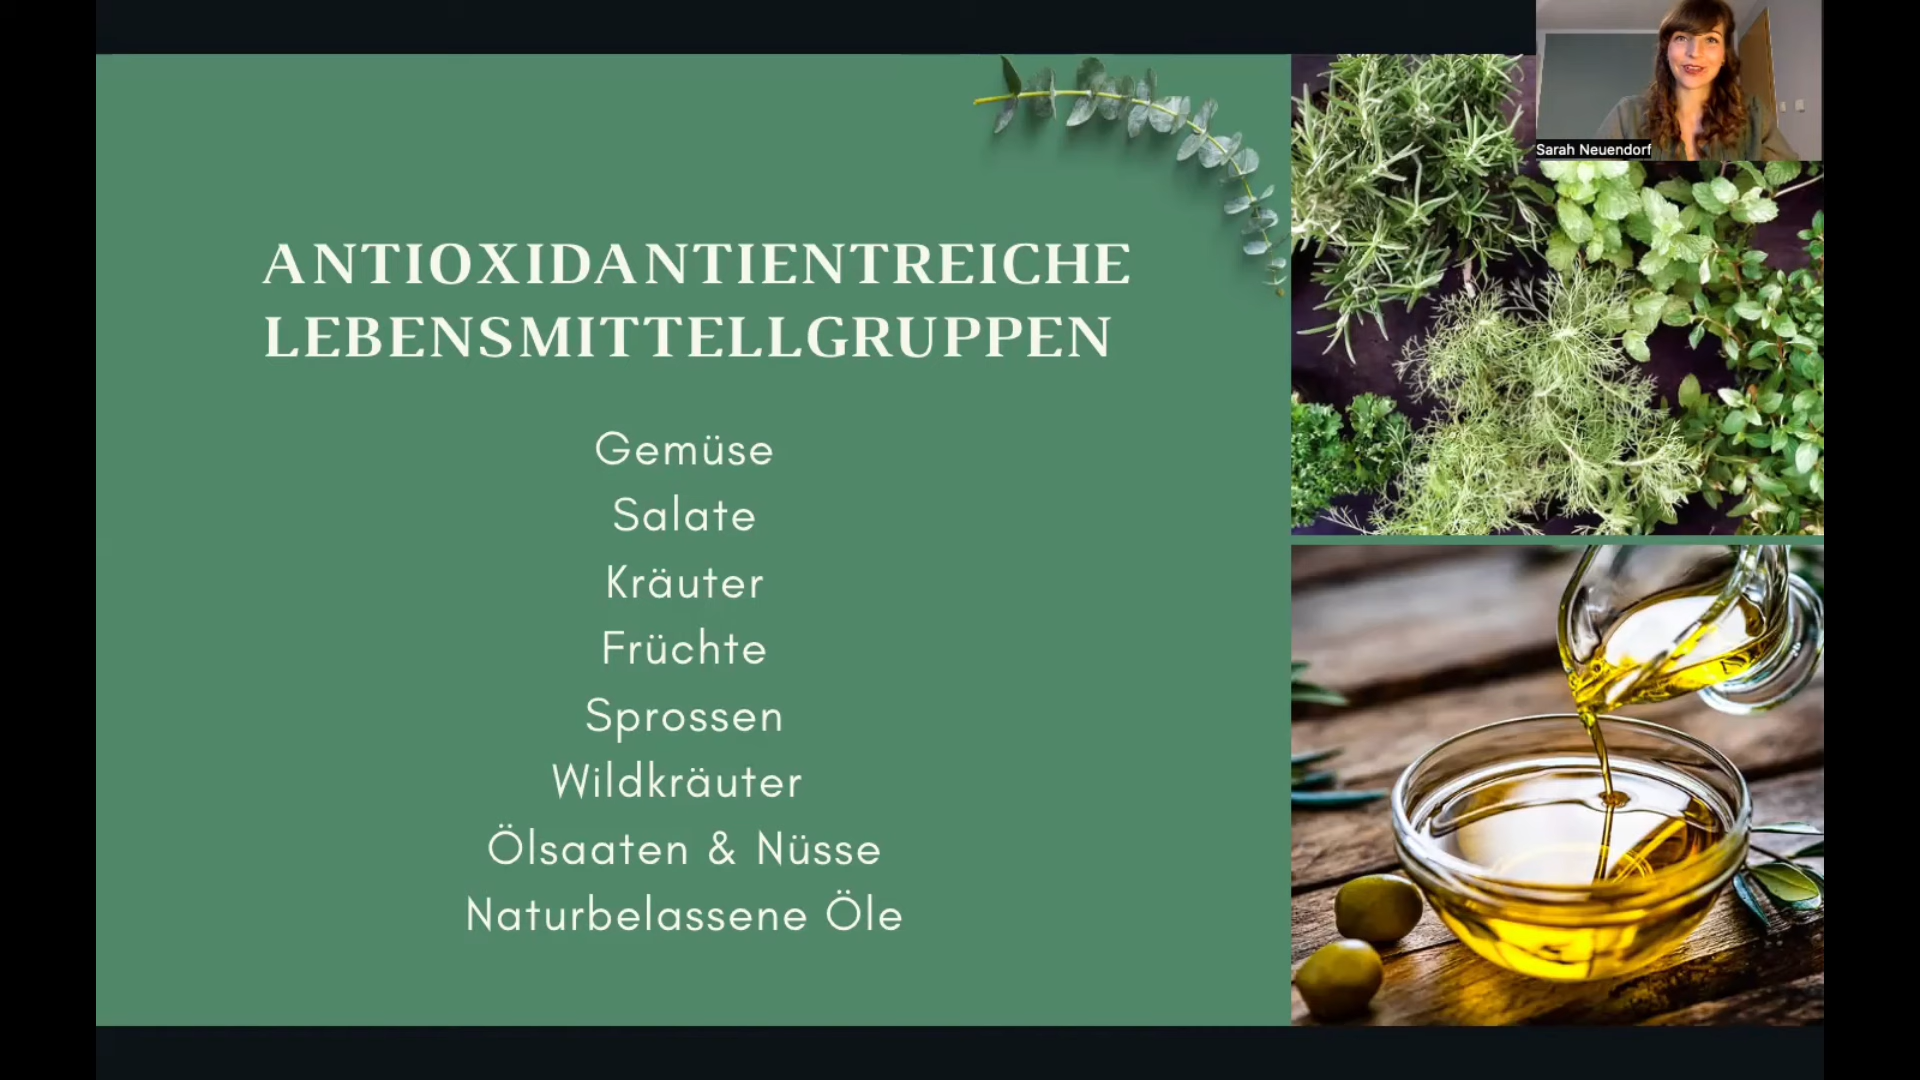 Sarah Neuendorf
ANTIOXIDANTIENTREICHE
LEBENSMITTELLGRUPPEN
Gemüse
Salate
Kräuter
Früchte
Sprossen
Wildkräuter
Ölsaaten & Nüsse
Naturbelassene Öle